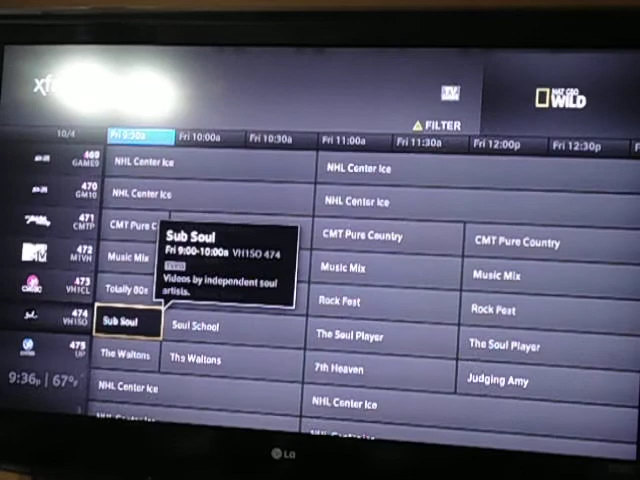 xf
TV
NAT GEO
WILD
FILTER
10/4
Fri 9:30a
Fri 10:00a
Fri 10:30a
Fri 11:00a
Fri 11:30a
Fri 12:00p
Fri 12:30p
F
469
NHL Center Ice
NHL Center Ice
470
GM10
NHL Center Ice
NHL Center Ice
471
CMTP
CMT Pure C
CMT Pure Country
CMT Pure Country
MTV
472
Music Mix
Music Mix
Music Mix
473
VH1CL
Totally 80s
Rock Fest
Rock Fest
Sub Soul
Fri 9:00-10:00a VH1SO 474
Videos by independent soul
artists.
474
VH1SO
Sub Soul
Soul School
The Soul Player
The Soul Player
475
UP
The Waltons
The Waltons
7th Heaven
Judging Amy
9:36p | 67°F
NHL Center Ice
NHL Center Ice
LG